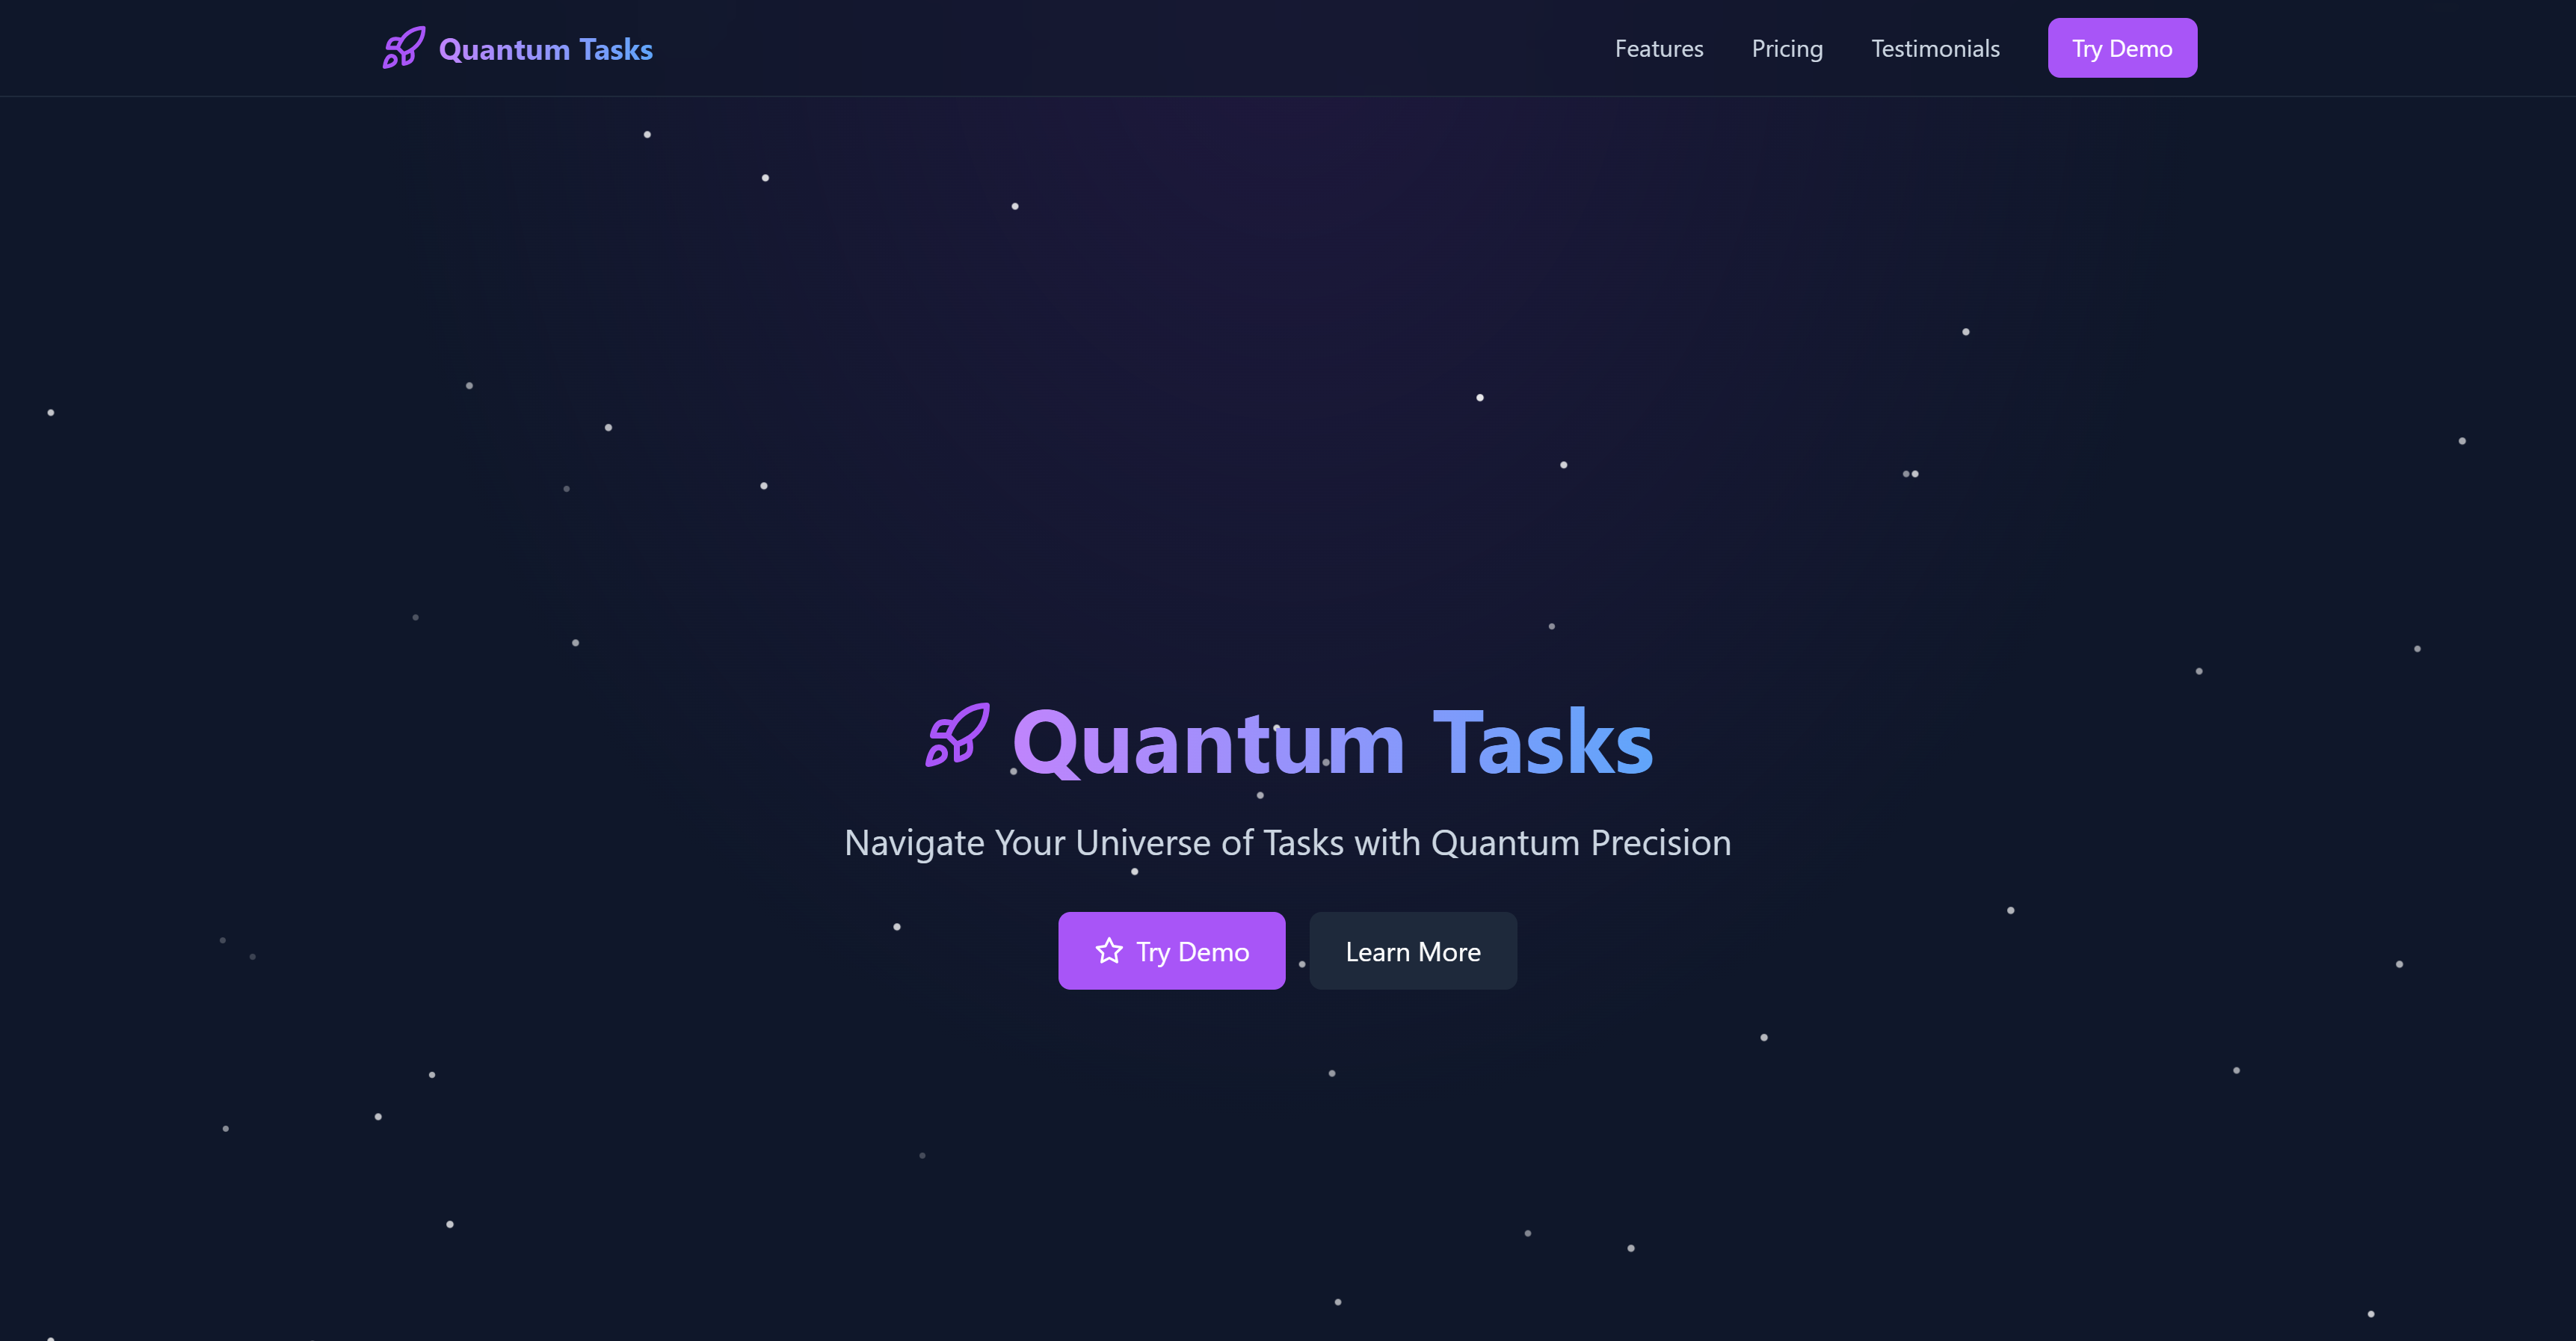 Quantum Tasks
Features
Pricing
Testimonials
Try Demo
Quantum Tasks
Navigate Your Universe of Tasks with Quantum Precision
Try Demo
Learn More